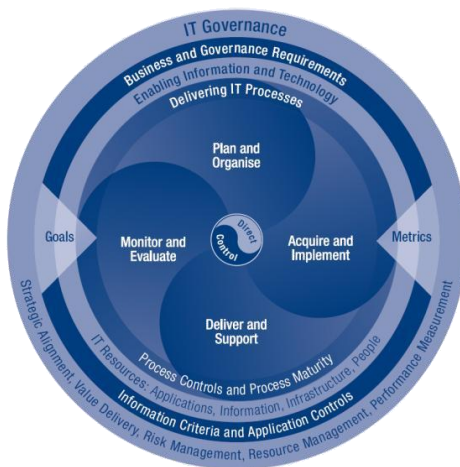 IT Governance
Business and Governance Requirements
Enabling Information and Technology
Delivering IT Processes
Plan and
Organise
Goals
Monitor and
Evaluate
Direct
Control
Acquire and
Implement
Metrics
Deliver and
Support
Process Controls and Process Maturity
IT Resources: Applications, Information, Infrastructure, People
Information Criteria and Application Controls
Strategic Alignment, Value Delivery, Risk Management, Resource Management, Performance Measurement